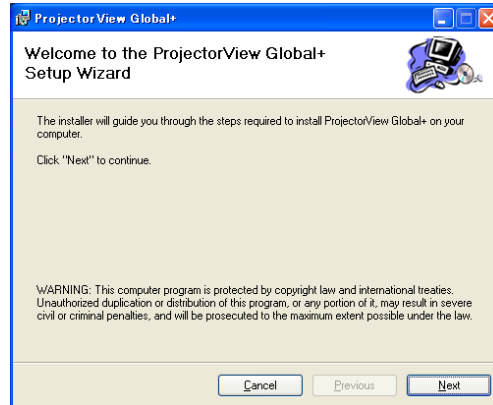 ProjectorView Global+
Welcome to the ProjectorView Global+
Setup Wizard
The installer will guide you through the steps required to install ProjectorView Global+ on your
computer.
Click "Next" to continue.
WARNING: This computer program is protected by copyright law and international treaties.
Unauthorized duplication or distribution of this program, or any portion of it, may result in severe
civil or criminal penalties, and will be prosecuted to the maximum extent possible under the law.
Cancel
Previous
Next